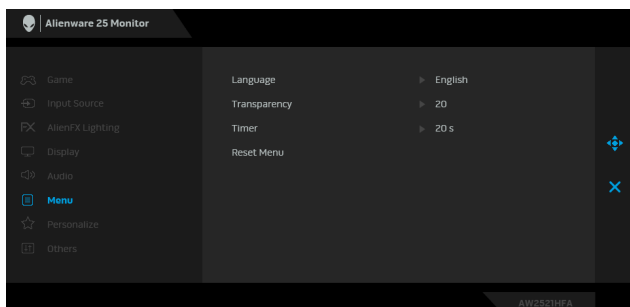 Alienware 25 Monitor
Game
Input Source
FX AlienFX Lighting
Display
Audio
Menu
Personalize
Others
Language English
Transparency 20
Timer 20 s
Reset Menu
AW2521HFA